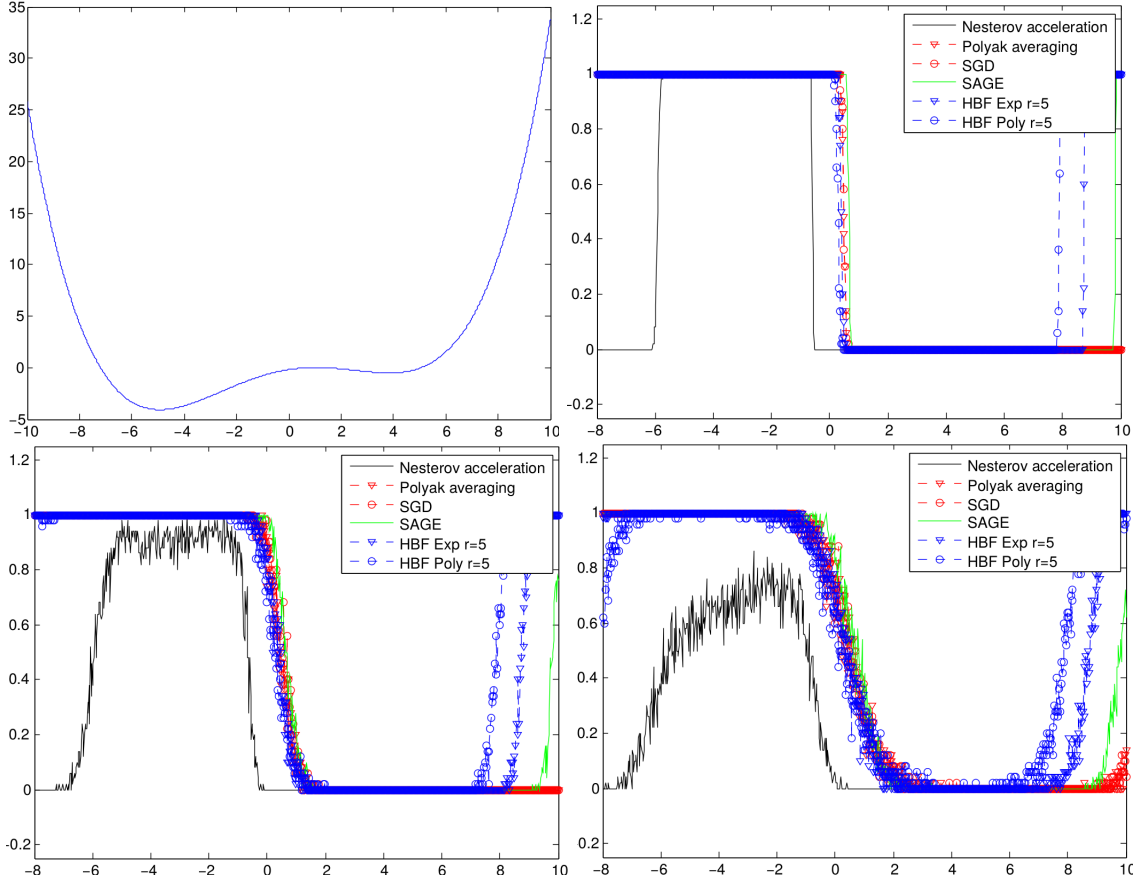 35
30
25
20
15
10
5
0
−5
−10 −8 −6 −4 −2 0 2 4 6 8 10
1.2
1
0.8
0.6
0.4
0.2
0
−0.2
−8 −6 −4 −2 0 2 4 6 8 10
Nesterov acceleration
Polyak averaging
SGD
SAGE
HBF Exp r=5
HBF Poly r=5
1.2
1
0.8
0.6
0.4
0.2
0
−0.2
−8 −6 −4 −2 0 2 4 6 8 10
Nesterov acceleration
Polyak averaging
SGD
SAGE
HBF Exp r=5
HBF Poly r=5
1.2
1
0.8
0.6
0.4
0.2
0
0.2
−8 −6 −4 −2 0 2 4 6 8 10
Nesterov acceleration
Polyak averaging
SGD
SAGE
HBF Exp r=5
HBF Poly r=5